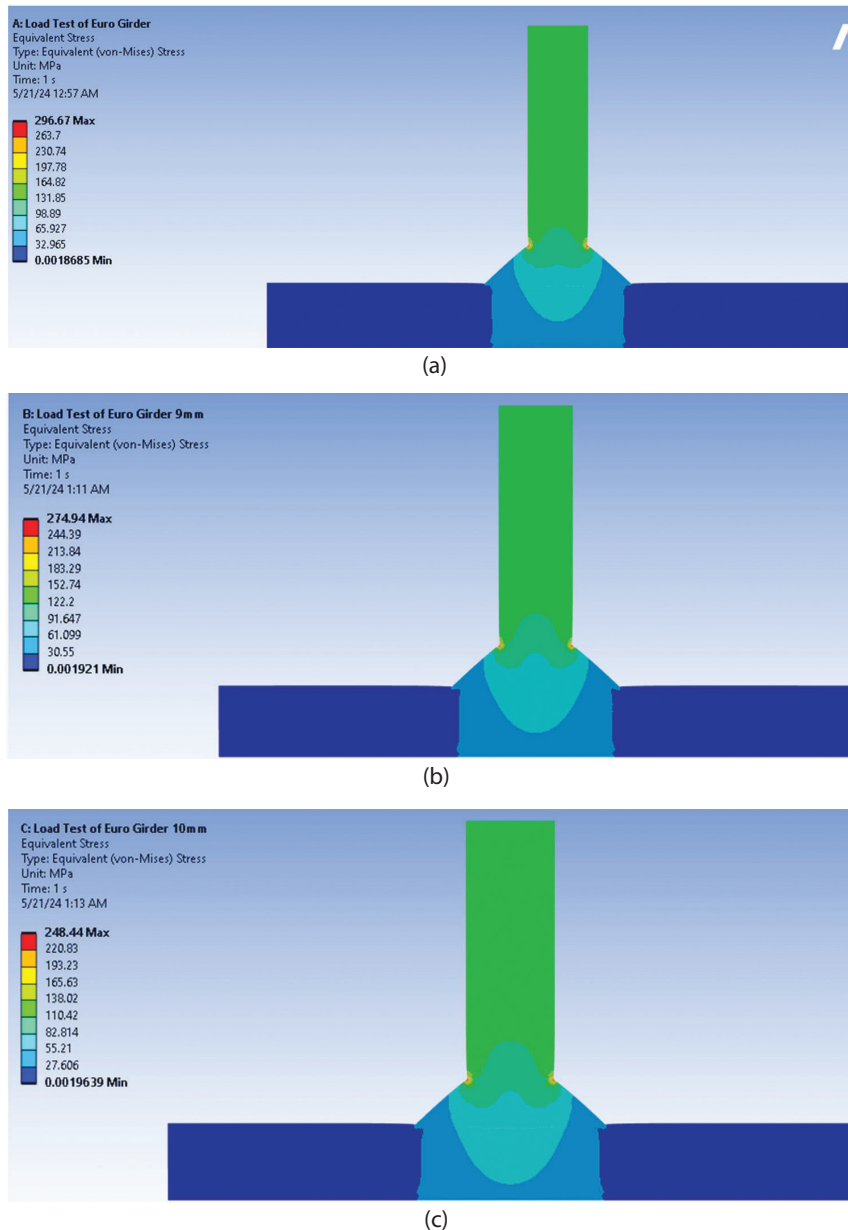 A: Load Test of Euro Girder
Equivalent Stress
Type: Equivalent (von-Mises) Stress
Unit: MPa
Time: 1 s
5/21/24 12:57 AM
296.67 Max
263.7
230.74
197.78
164.82
131.85
98.89
65.927
32.965
0.0018685 Min
(a)
B: Load Test of Euro Girder 9mm
Equivalent Stress
Type: Equivalent (von-Mises) Stress
Unit: MPa
Time: 1 s
5/21/24 1:11 AM
274.94 Max
244.39
213.84
183.29
152.74
122.2
91.647
61.099
30.55
0.001921 Min
(b)
C: Load Test of Euro Girder 10mm
Equivalent Stress
Type: Equivalent (von-Mises) Stress
Unit: MPa
Time: 1 s
5/21/24 1:13 AM
248.44 Max
220.83
193.23
165.63
138.02
110.42
82.814
55.21
27.606
0.0019639 Min
(c)